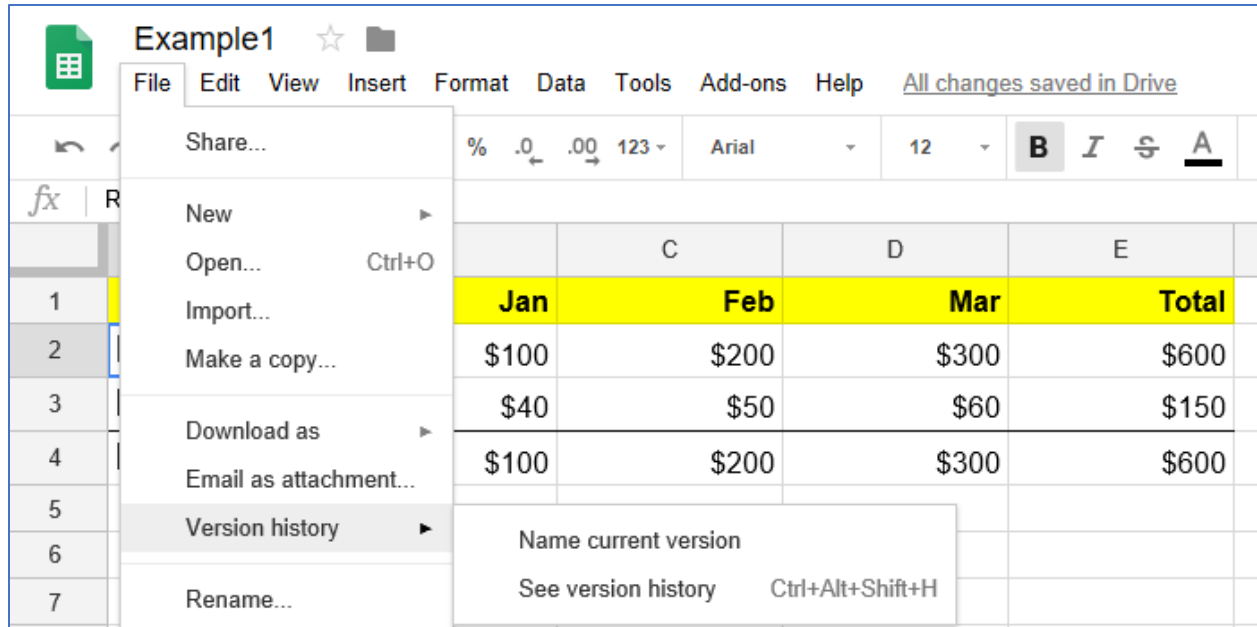 Example1
File Edit View Insert Format Data Tools Add-ons Help All changes saved in Drive
Share... % .0 .00 123 Arial 12 B I S A
fx R
New
C D E
Open... Ctrl+O
1 Jan Feb Mar Total
Import...
2 $100 $200 $300 $600
Make a copy...
3 $40 $50 $60 $150
Download as
4 $100 $200 $300 $600
Email as attachment...
5
Version history
Name current version
6
See version history Ctrl+Alt+Shift+H
7 Rename...